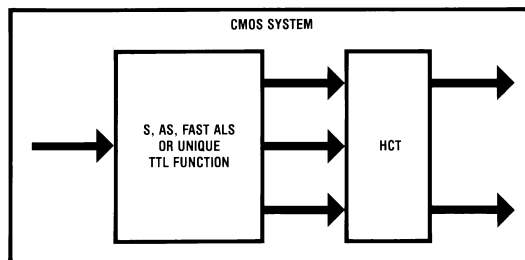 CMOS SYSTEM
S, AS, FAST ALS
OR UNIQUE
TTL FUNCTION
HCT